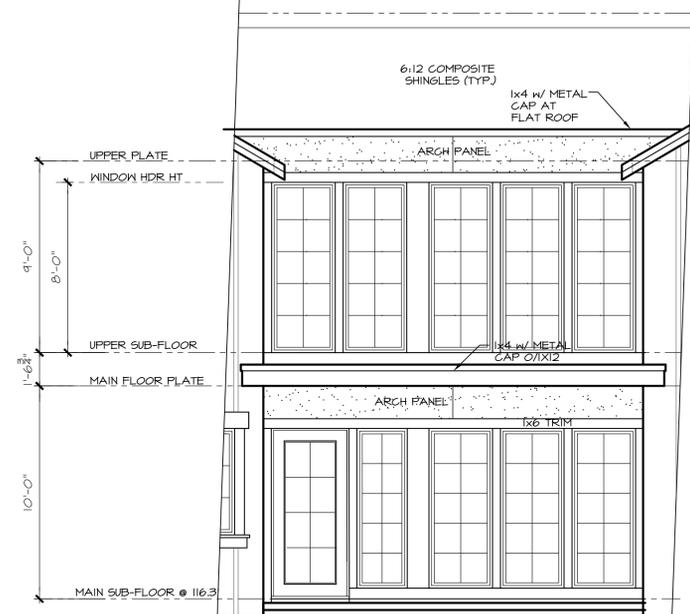 6:12 COMPOSITE
SHINGLES (TYP.)
1x4 w/ METAL
CAP AT
FLAT ROOF
ARCH PANEL
UPPER PLATE
WINDOW HDR HT
9'-0"
8'-0"
UPPER SUB-FLOOR
1x4 w/ METAL
CAP O/1X12
MAIN FLOOR PLATE
ARCH PANEL
1x6 TRIM
10'-0"
MAIN SUB-FLOOR @ 116.3